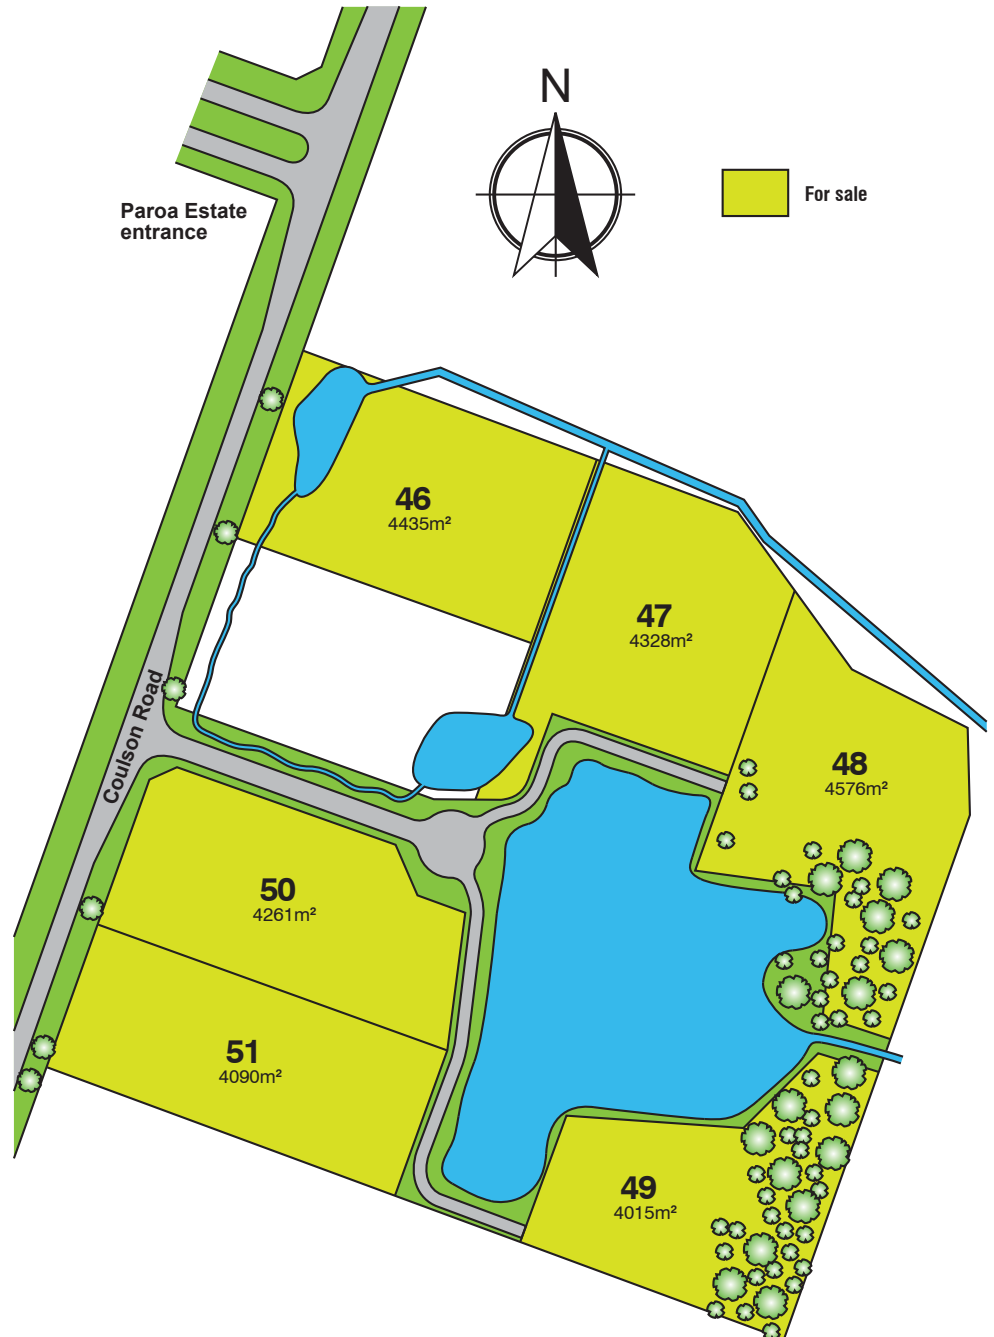 N
For sale
Paroa Estate
entrance
46
4435m²
47
4328m²
48
4576m²
Coulson Road
50
4261m²
51
4090m²
49
4015m²